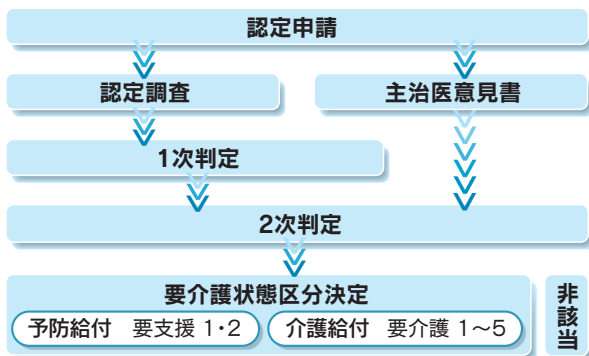 認定申請
認定調査
主治医意見書
1次判定
2次判定
要介護状態区分決定
予防給付 要支援 1・2
介護給付 要介護 1～5
非該当